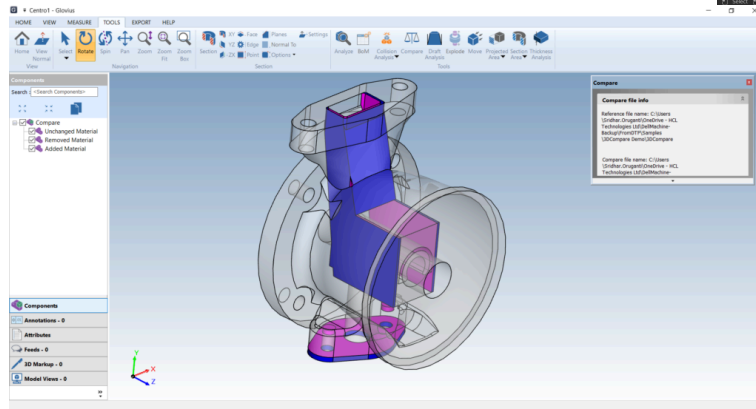 Select
Centro1 - Glovius
HOME VIEW MEASURE TOOLS EXPORT HELP
Home View Normal Select Rotate Spin Pan Zoom Zoom Fit Zoom Box Section XY Face Planes Settings
YZ Edge Normal To
-ZX Point Options
Analyse BoM Collision Analysis Compare Draft Analysis Explode Move Projected Area Section Area Thickness Analysis
View Navigation Section Tools
Components
Search : <Search Components>
Compare
Unchanged Material
Removed Material
Added Material
Compare
Compare file info
Reference file name: C:\Users
\Sridhar.Oruganti\OneDrive - HCL
Technologies Ltd\DellMachine-
Backup\FromDTP\Samples
\3DCompare Demo\3DCompare
Compare file name: C:\Users
\Sridhar.Oruganti\OneDrive - HCL
Technologies Ltd\DellMachine-
Components
Annotations - 0
Attributes
Feeds - 0
3D Markup - 0
Model Views - 0
Y
X
Z